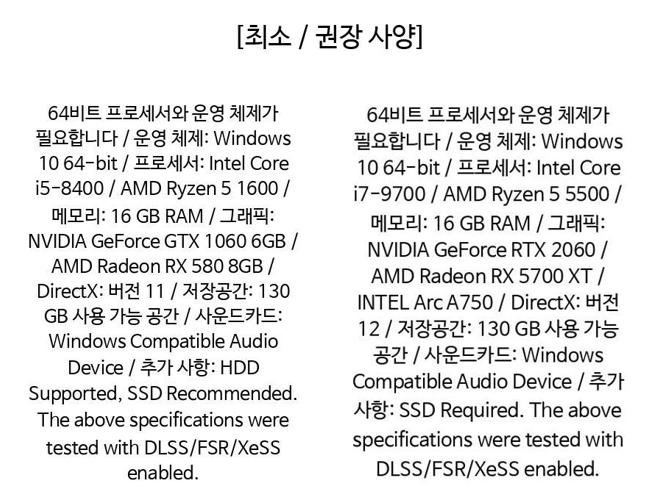 [최소 / 권장 사양]
64비트 프로세서와 운영 체제가
필요합니다 / 운영 체제: Windows
10 64-bit / 프로세서: Intel Core
i5-8400 / AMD Ryzen 5 1600 /
메모리: 16 GB RAM / 그래픽:
NVIDIA GeForce GTX 1060 6GB /
AMD Radeon RX 580 8GB /
DirectX: 버전 11 / 저장공간: 130
GB 사용 가능 공간 / 사운드카드:
Windows Compatible Audio
Device / 추가 사항: HDD
Supported, SSD Recommended.
The above specifications were
tested with DLSS/FSR/XeSS
enabled.
64비트 프로세서와 운영 체제가
필요합니다 / 운영 체제: Windows
10 64-bit / 프로세서: Intel Core
i7-9700 / AMD Ryzen 5 5500 /
메모리: 16 GB RAM / 그래픽:
NVIDIA GeForce RTX 2060 /
AMD Radeon RX 5700 XT /
INTEL Arc A750 / DirectX: 버전
12 / 저장공간: 130 GB 사용 가능
공간 / 사운드카드: Windows
Compatible Audio Device / 추가
사항: SSD Required. The above
specifications were tested with
DLSS/FSR/XeSS enabled.